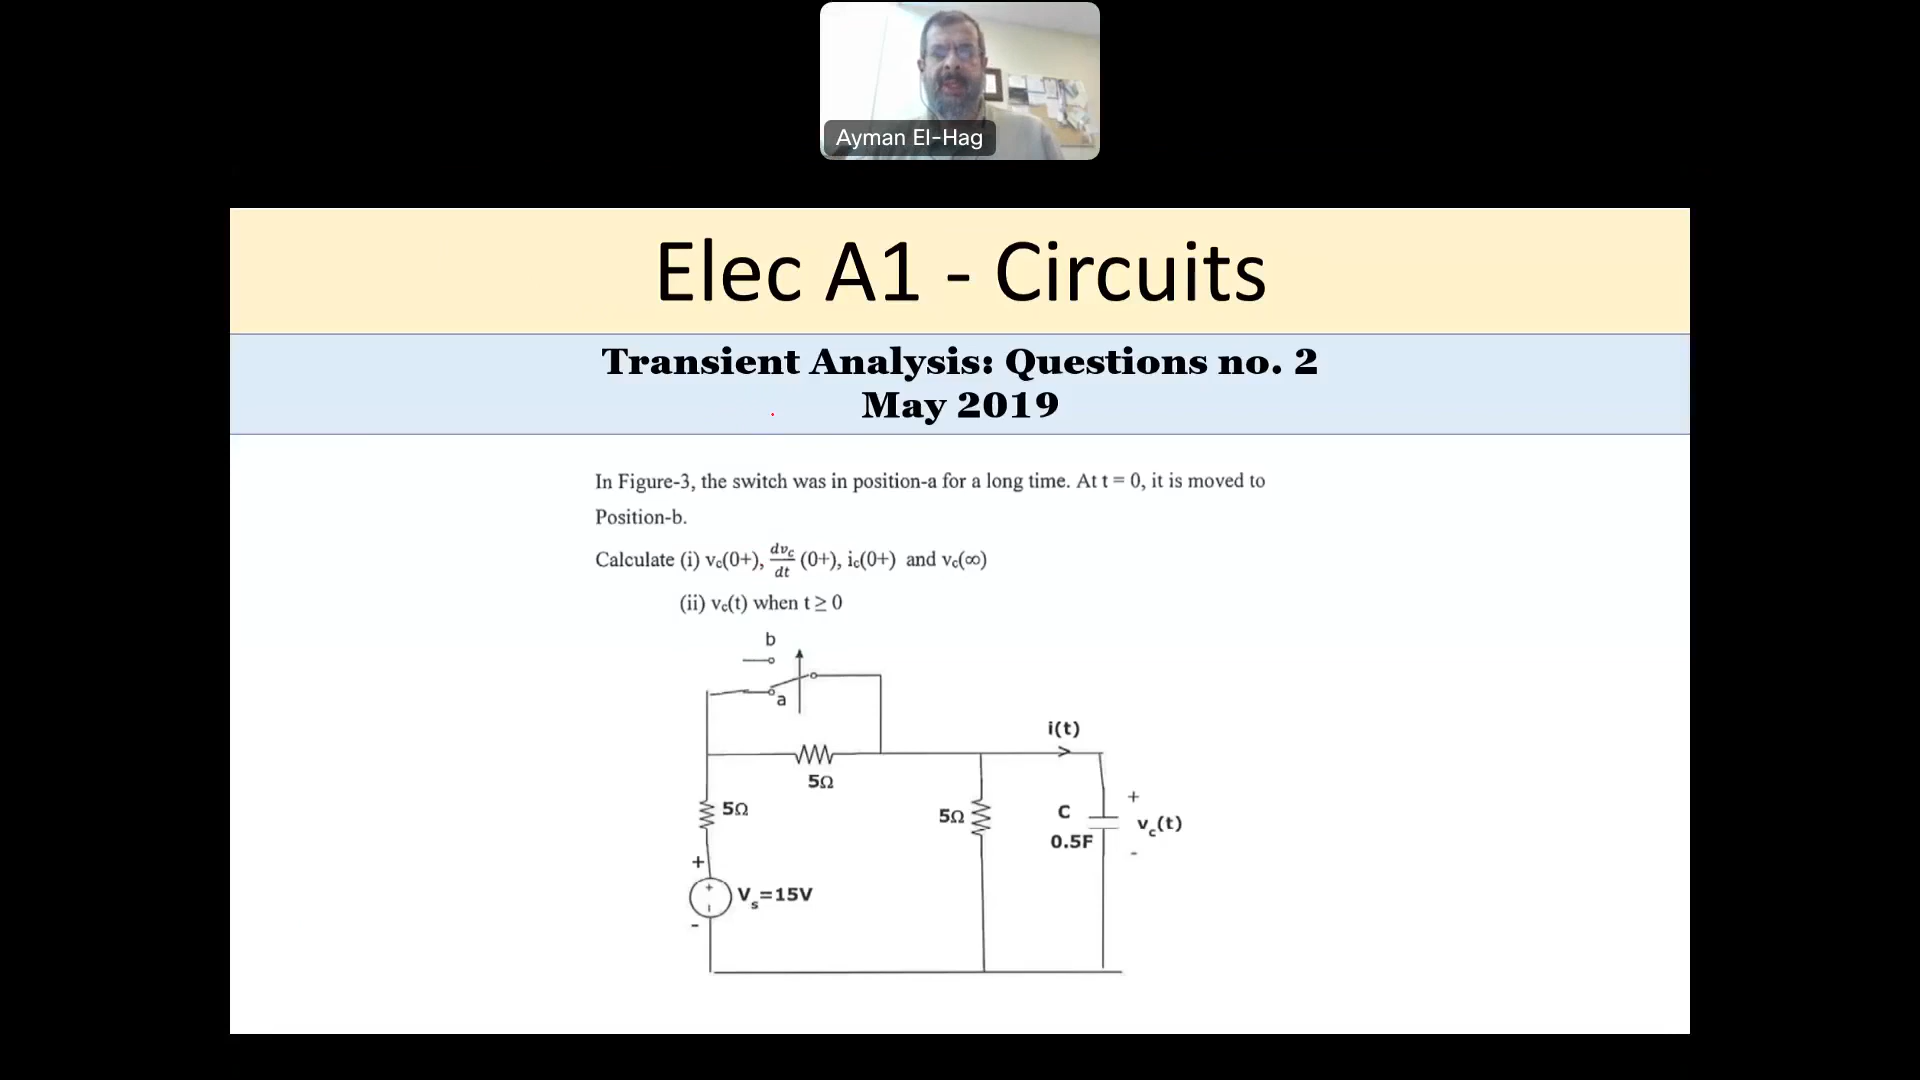 Ayman El-Hag
Elec A1 - Circuits
Transient Analysis: Questions no. 2
May 2019
In Figure-3, the switch was in position-a for a long time. At t = 0, it is moved to
Position-b.
Calculate (i) vc(0+), dvc/dt (0+), ic(0+) and vc(∞)
(ii) vc(t) when t ≥ 0
b
a
i(t)
5Ω
5Ω
5Ω
C
0.5F
+
vc(t)
-
+
+
-
Vs=15V
-